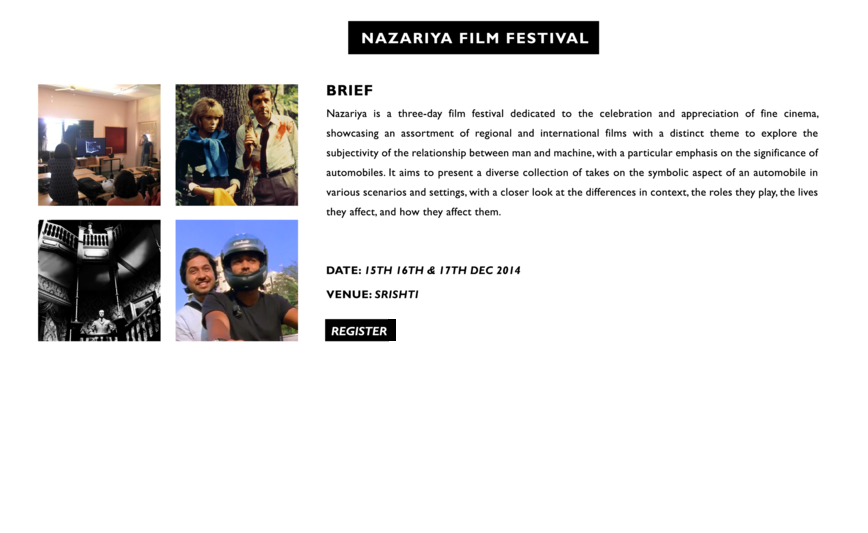 NAZARIYA FILM FESTIVAL
BRIEF
Nazariya is a three-day film festival dedicated to the celebration and appreciation of fine cinema,
showcasing an assortment of regional and international films with a distinct theme to explore the
subjectivity of the relationship between man and machine, with a particular emphasis on the significance of
automobiles. It aims to present a diverse collection of takes on the symbolic aspect of an automobile in
various scenarios and settings, with a closer look at the differences in context, the roles they play, the lives
they affect, and how they affect them.
DATE: 15TH 16TH & 17TH DEC 2014
VENUE: SRISHTI
REGISTER